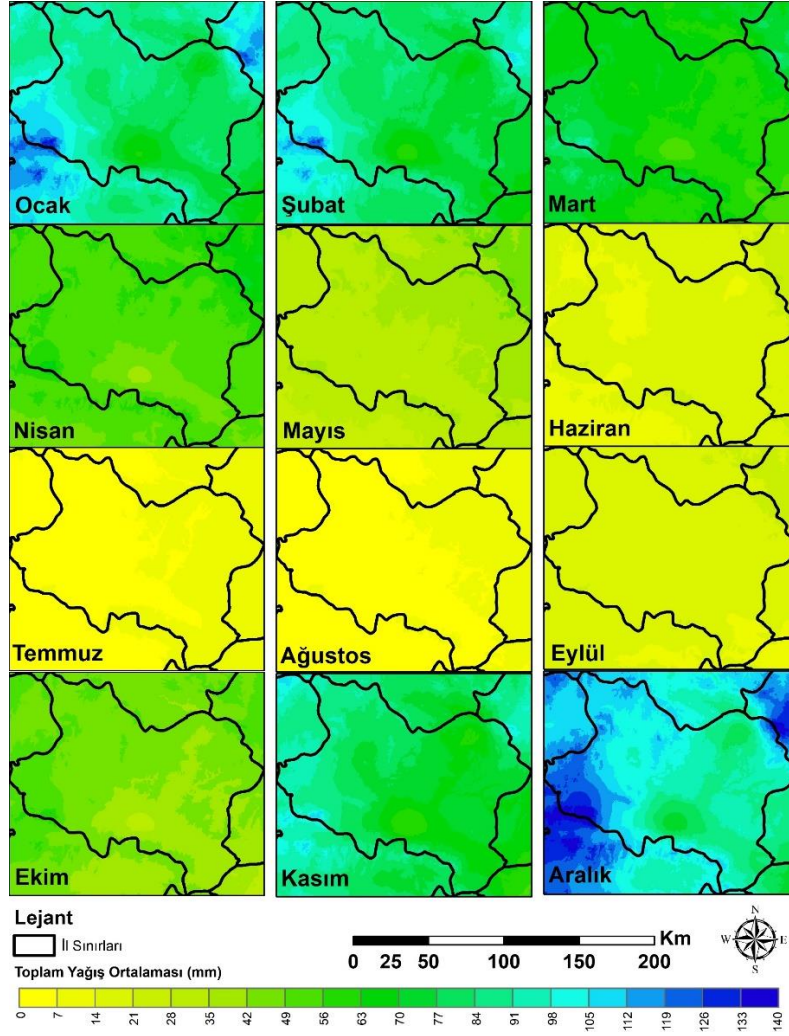 Ocak
Şubat
Mart
Nisan
Mayıs
Haziran
Temmuz
Ağustos
Eylül
Ekim
Kasım
Aralık
Lejant
İl Sınırları
Km
0 25 50 100 150 200
N
W E
S
Toplam Yağış Ortalaması (mm)
0 7 14 21 28 35 42 49 56 63 70 77 84 91 98 105 112 119 126 133 140